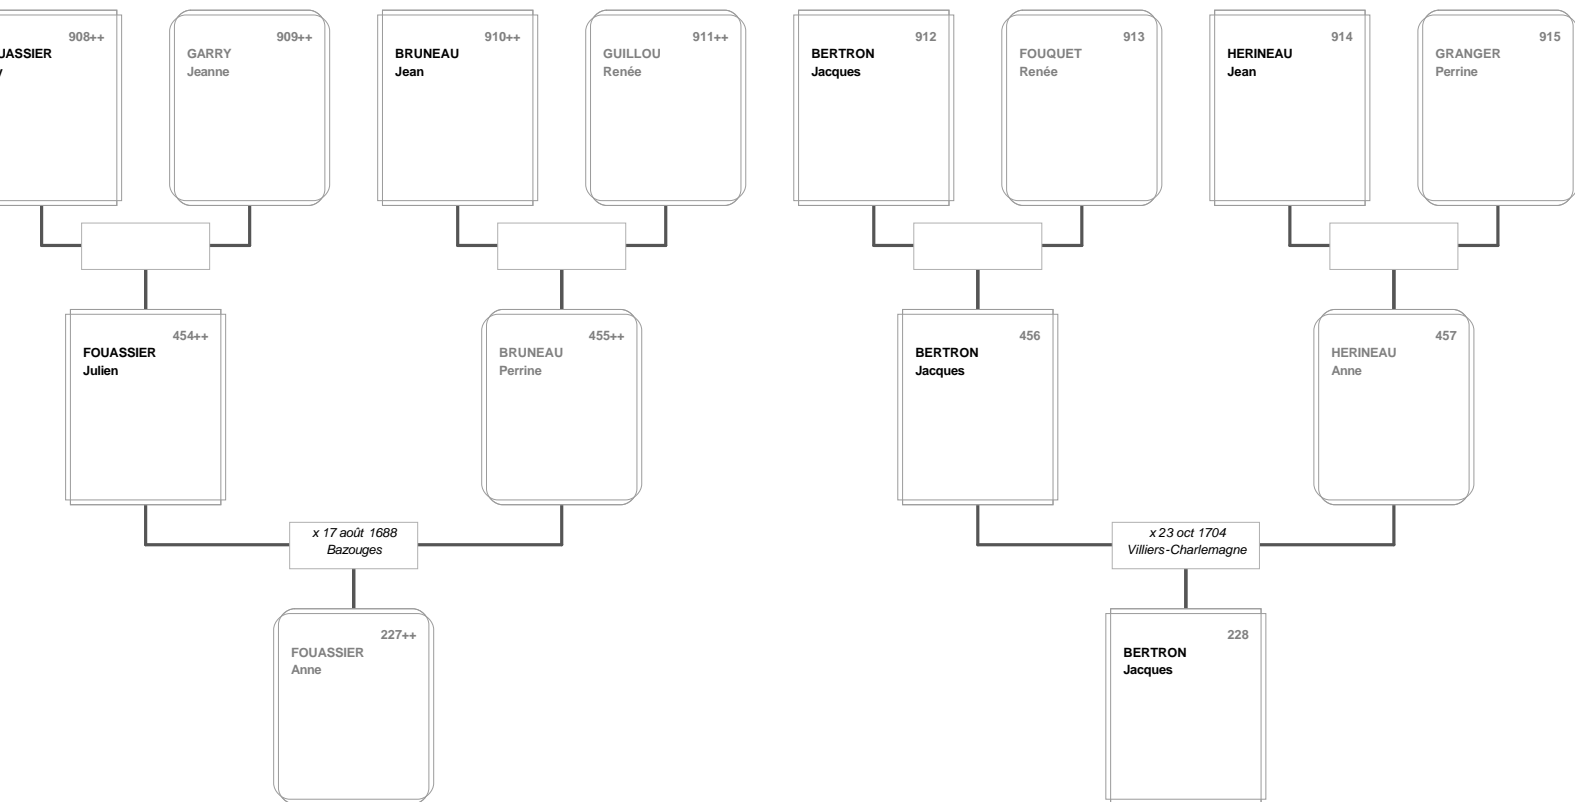 908++
909++
GARRY
Jeanne
910++
BRUNEAU
Jean
911++
GUILLOU
Renée
912
BERTRON
Jacques
913
FOUQUET
Renée
914
HERINEAU
Jean
915
GRANGER
Perrine
454++
FOUASSIER
Julien
455++
BRUNEAU
Perrine
456
BERTRON
Jacques
457
HERINEAU
Anne
x 17 août 1688
Bazouges
x 23 oct 1704
Villiers-Charlemagne
227++
FOUASSIER
Anne
228
BERTRON
Jacques